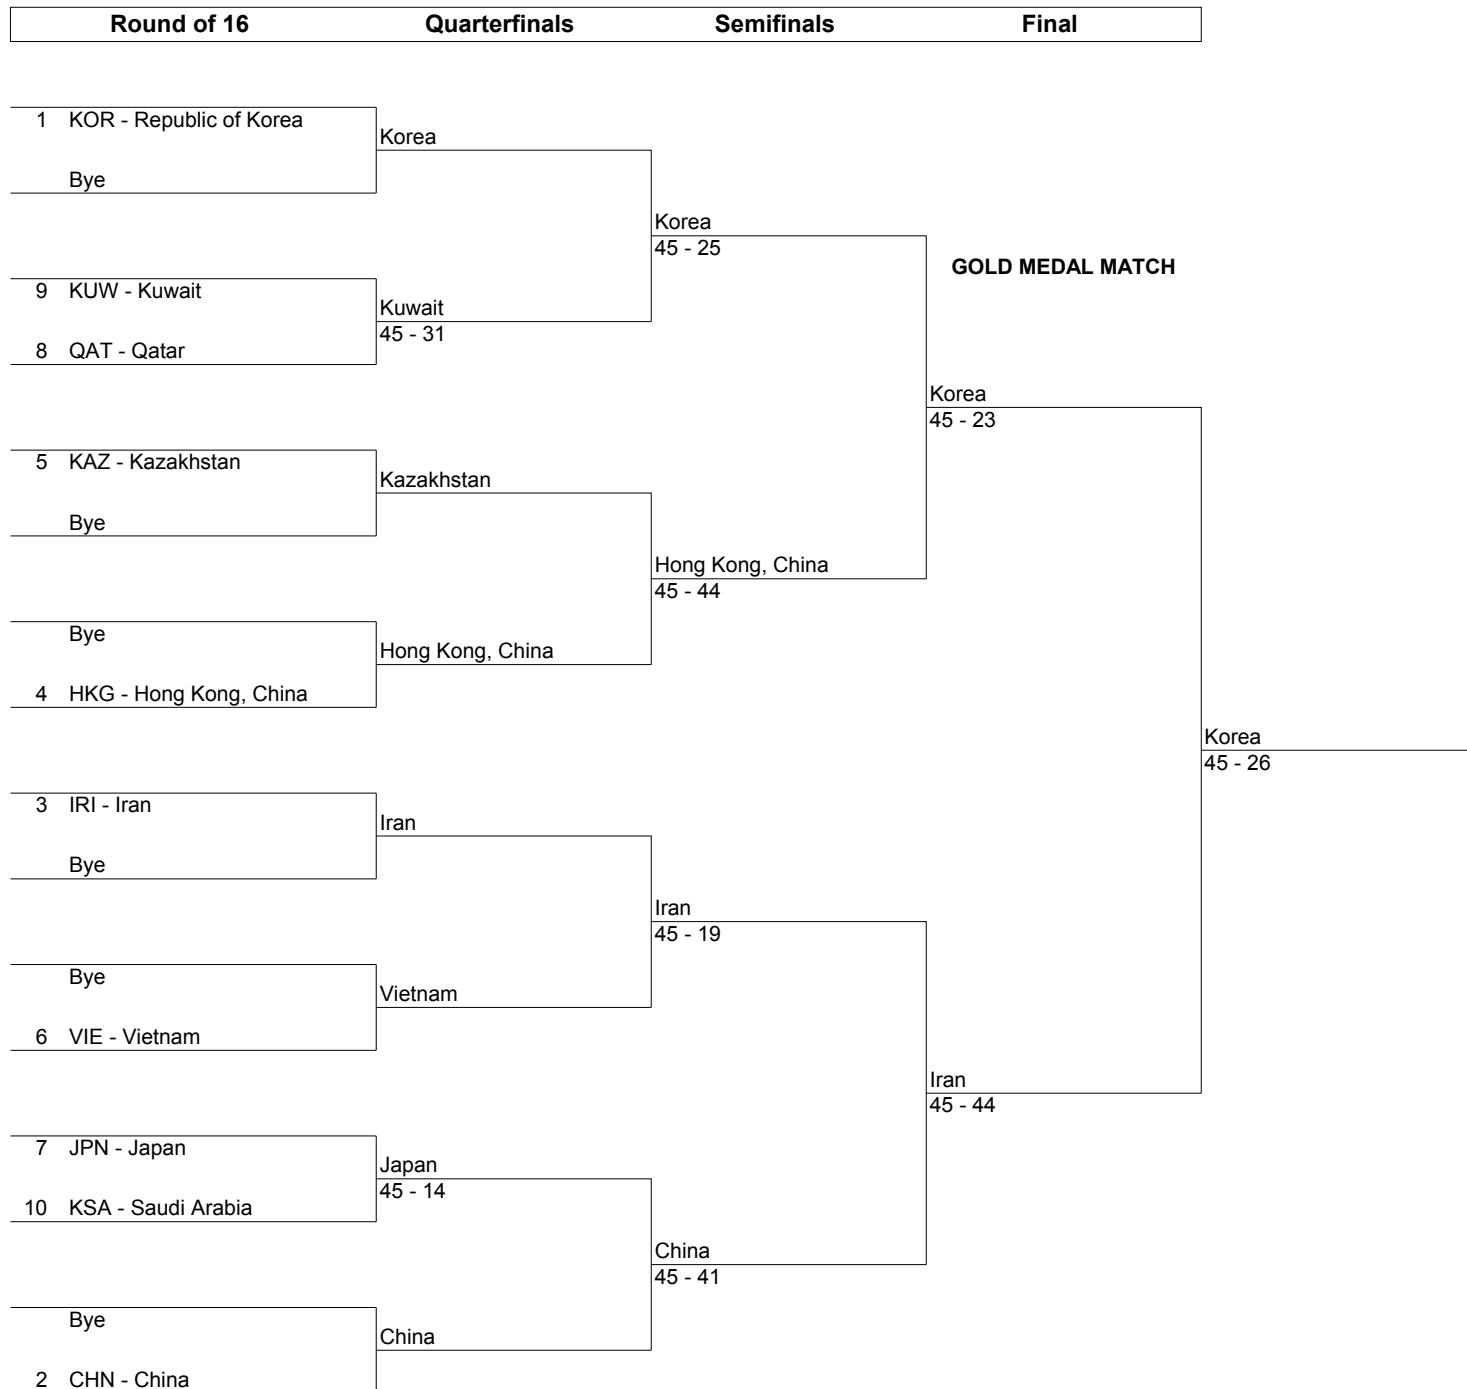 Round of 16 Quarterfinals Semifinals Final
1 KOR - Republic of Korea
Korea
Bye
Korea
45 - 25
GOLD MEDAL MATCH
9 KUW - Kuwait
Kuwait
45 - 31
8 QAT - Qatar
Korea
45 - 23
5 KAZ - Kazakhstan
Kazakhstan
Bye
Hong Kong, China
45 - 44
Bye
Hong Kong, China
4 HKG - Hong Kong, China
Korea
45 - 26
3 IRI - Iran
Iran
Bye
Iran
45 - 19
Bye
Vietnam
6 VIE - Vietnam
Iran
45 - 44
7 JPN - Japan
Japan
45 - 14
10 KSA - Saudi Arabia
China
45 - 41
Bye
China
2 CHN - China